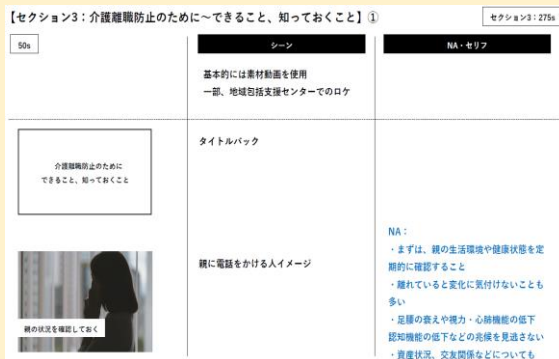 【セクション3：介護離職防止のために～できること、知っておくこと】①
セクション3：275s
50s
シーン
NA・セリフ
基本的には素材動画を使用
一部、地域包括支援センターでのロケ
介護離職防止のために
できること、知っておくこと
タイトルバック
親の状況を確認しておく
親に電話をかける人イメージ
NA：
・まずは、親の生活環境や健康状態を定
期的に確認すること
・離れていると変化に気付けないことも
多い
・足腰の衰えや視力・心肺機能の低下
認知機能の低下などの兆候を見逃さない
・資産状況、交友関係などについても